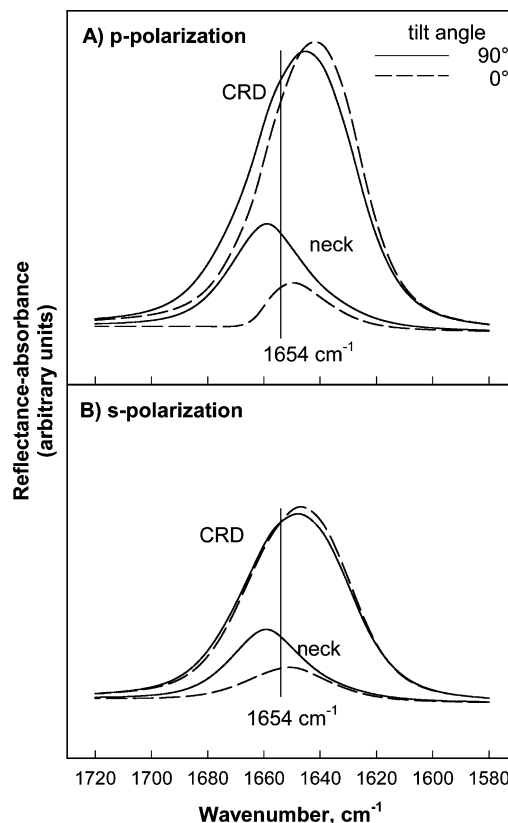 A) p-polarization
tilt angle
90°
0°
CRD
neck
1654 cm-1
Reflectance-absorbance
(arbitrary units)
B) s-polarization
CRD
neck
1654 cm-1
1720 1700 1680 1660 1640 1620 1600 1580
Wavenumber, cm-1